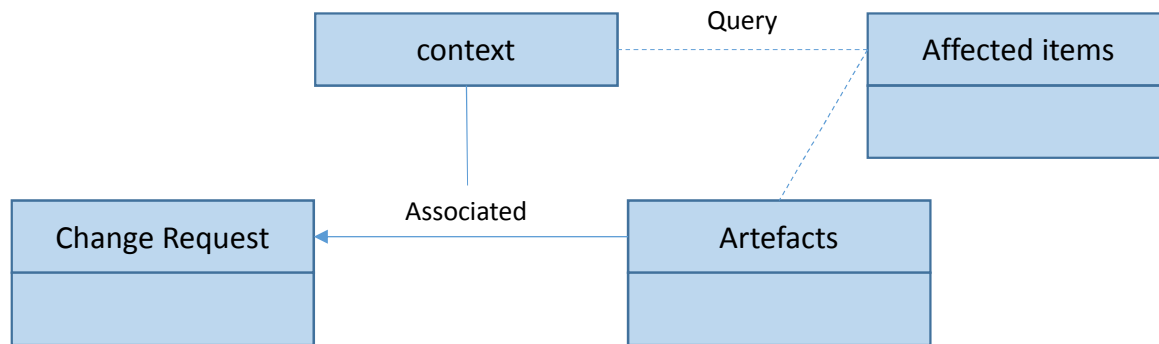 Query
context
Affected items
Associated
Change Request
Artefacts